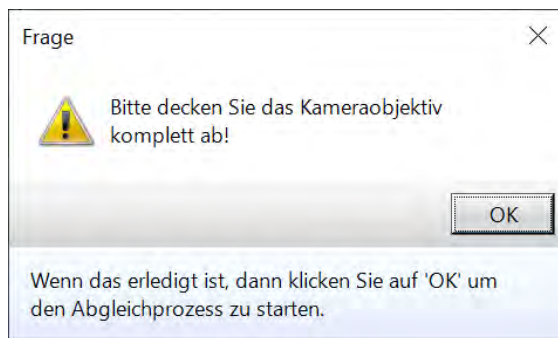 Frage
Bitte decken Sie das Kameraobjektiv
komplett ab!
OK
Wenn das erledigt ist, dann klicken Sie auf 'OK' um
den Abgleichprozess zu starten.